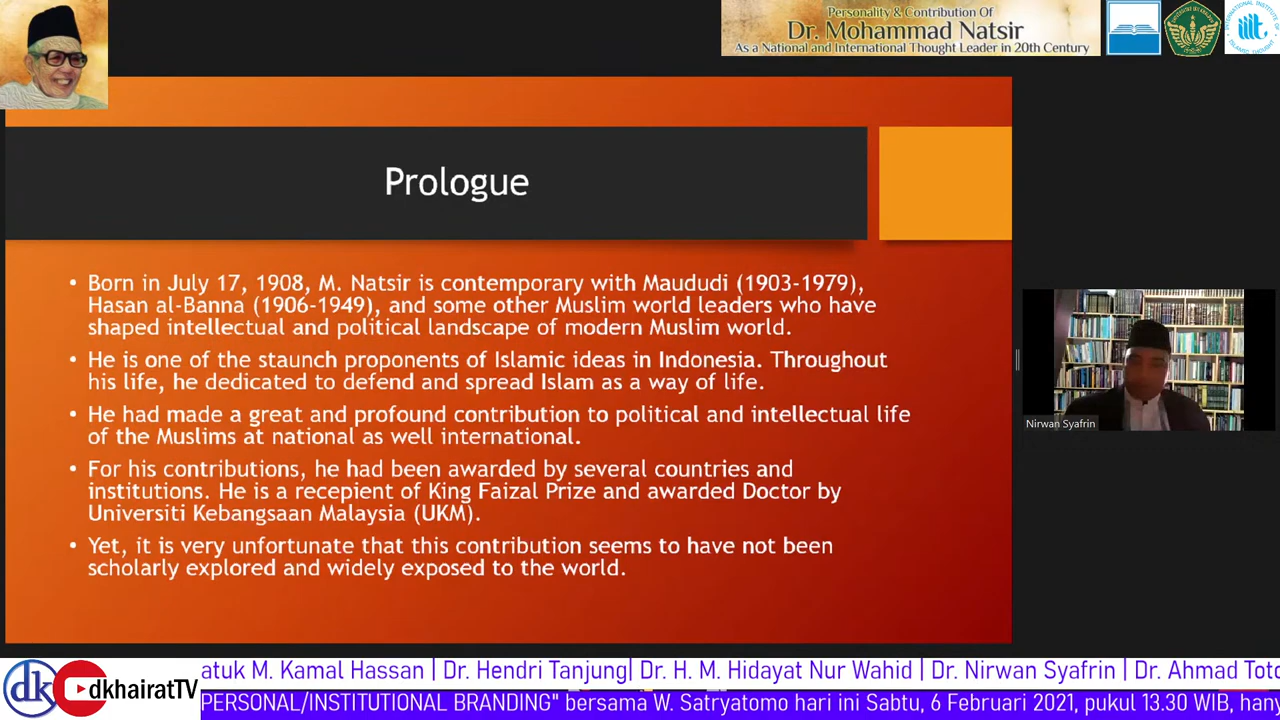 Personality & Contribution Of
Dr. Mohammad Natsir
As a National and International Thought Leader in 20th Century
INTERNATIONAL INSTITUTE OF ISLAMIC THOUGHT
Prologue
• Born in July 17, 1908, M. Natsir is contemporary with Maududi (1903-1979),
Hasan al-Banna (1906-1949), and some other Muslim world leaders who have
shaped intellectual and political landscape of modern Muslim world.
• He is one of the staunch proponents of Islamic ideas in Indonesia. Throughout
his life, he dedicated to defend and spread Islam as a way of life.
• He had made a great and profound contribution to political and intellectual life
of the Muslims at national as well international.
• For his contributions, he had been awarded by several countries and
institutions. He is a recepient of King Faizal Prize and awarded Doctor by
Universiti Kebangsaan Malaysia (UKM).
• Yet, it is very unfortunate that this contribution seems to have not been
scholarly explored and widely exposed to the world.
Nirwan Syafrin
dk dkhairatTV
atuk M. Kamal Hassan | Dr. Hendri Tanjung| Dr. H. M. Hidayat Nur Wahid | Dr. Nirwan Syafrin | Dr. Ahmad Toto
PERSONAL/INSTITUTIONAL BRANDING" bersama W. Satryatomo hari ini Sabtu, 6 Februari 2021, pukul 13.30 WIB, hany